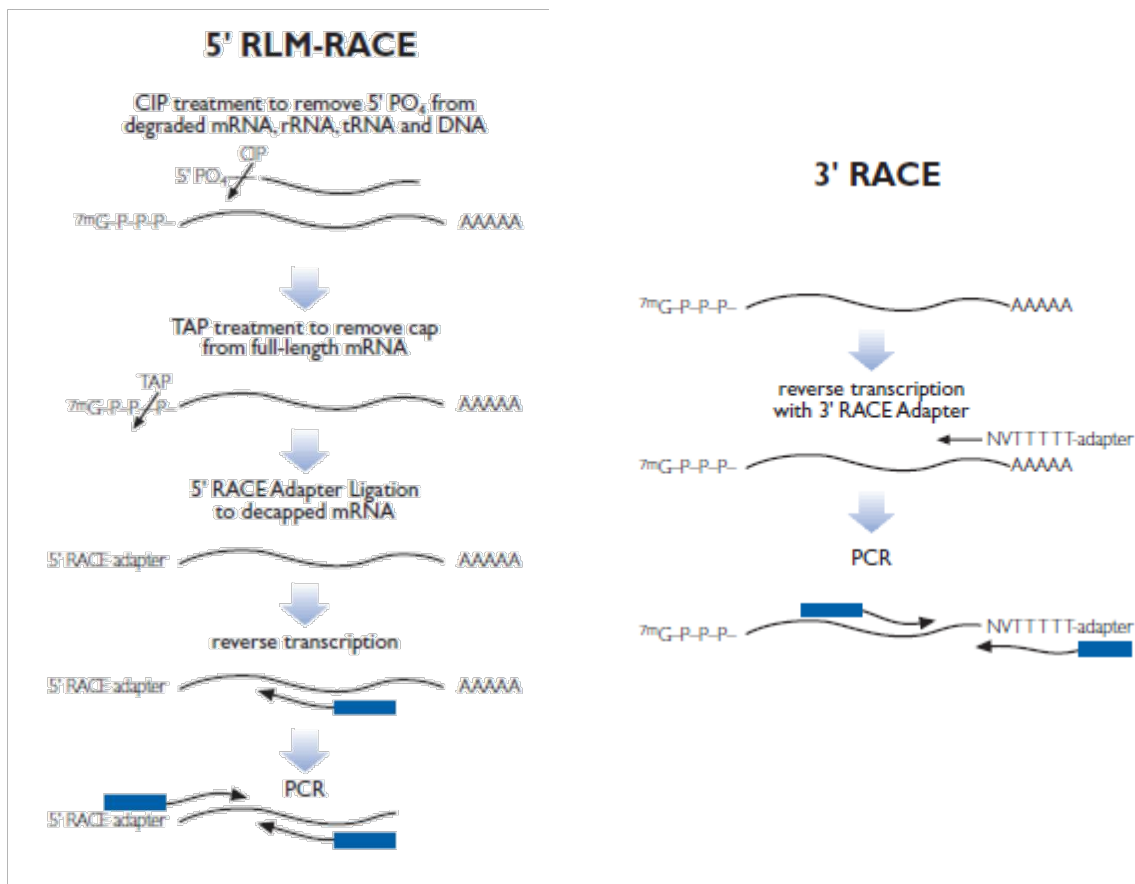 5' RLM-RACE
CIP treatment to remove 5' PO₄ from
degraded mRNA, rRNA, tRNA and DNA
CIP
5' PO₄
7mG-P-P-P-
AAAAA
TAP treatment to remove cap
from full-length mRNA
TAP
7mG-P-P-P-
AAAAA
5' RACE Adapter Ligation
to decapped mRNA
5' RACE adapter
AAAAA
reverse transcription
5' RACE adapter
AAAAA
PCR
5' RACE adapter
3' RACE
7mG-P-P-P-
AAAAA
reverse transcription
with 3' RACE Adapter
NVTTTTT-adapter
7mG-P-P-P-
AAAAA
PCR
7mG-P-P-P-
NVTTTTT-adapter